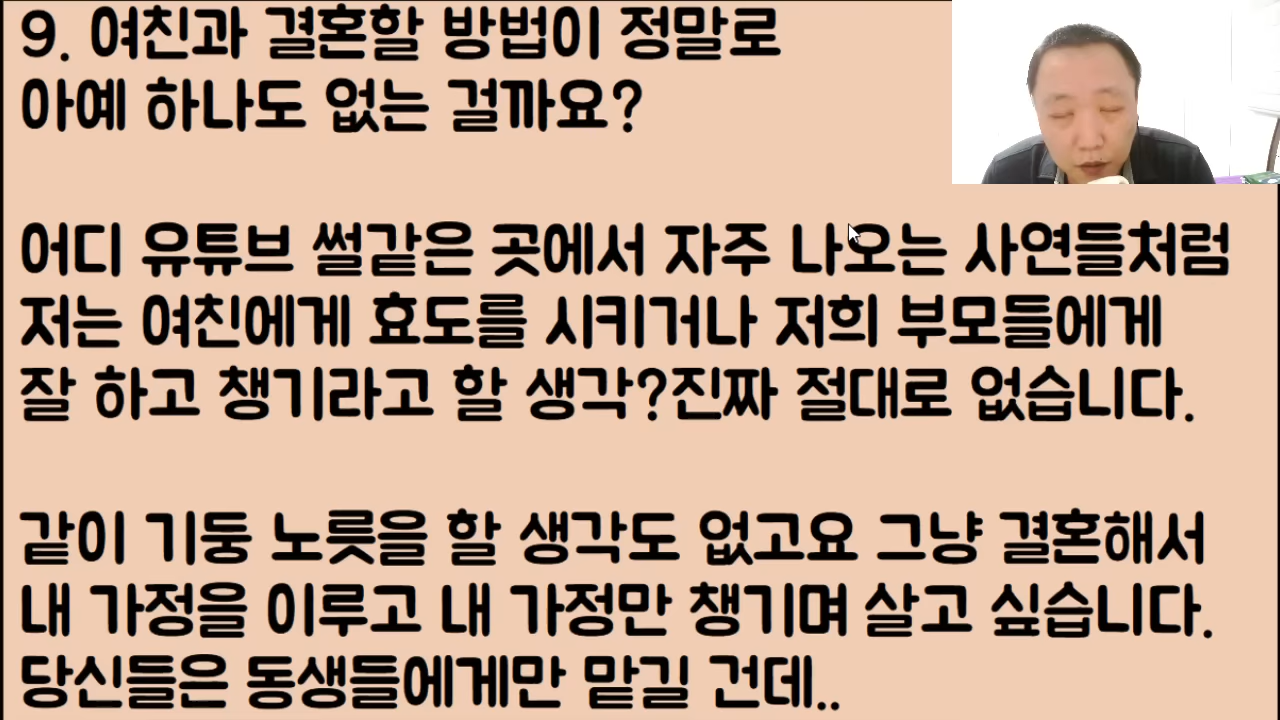 9. 여친과 결혼할 방법이 정말로
아예 하나도 없는 걸까요?
어디 유튜브 썰같은 곳에서 자주 나오는 사연들처럼
저는 여친에게 효도를 시키거나 저희 부모들에게
잘 하고 챙기라고 할 생각?진짜 절대로 없습니다.
같이 기둥 노릇을 할 생각도 없고요 그냥 결혼해서
내 가정을 이루고 내 가정만 챙기며 살고 싶습니다.
당신들은 동생들에게만 맡길 건데..